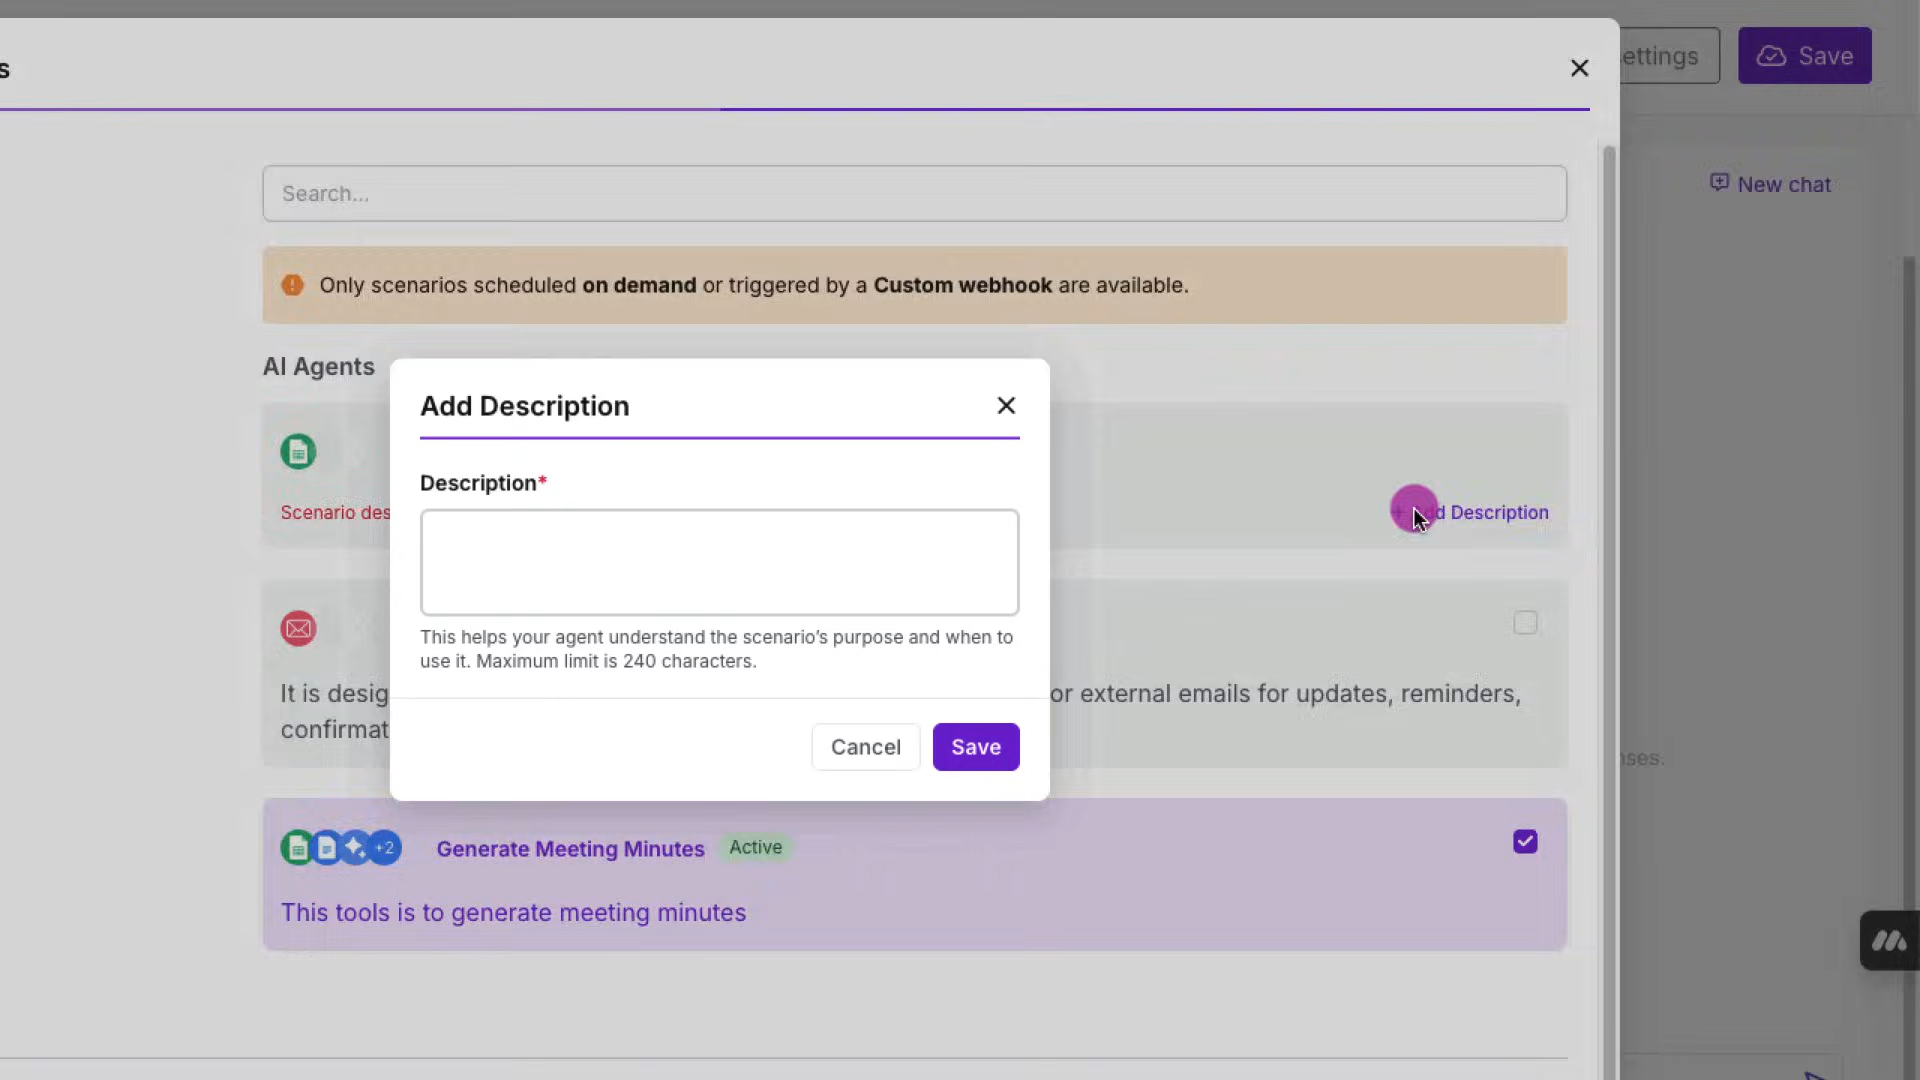 s
ettings
Save
New chat
Search...
Only scenarios scheduled on demand or triggered by a Custom webhook are available.
AI Agents
Add Description
Description*
Scenario des
d Description
This helps your agent understand the scenario's purpose and when to
use it. Maximum limit is 240 characters.
It is desig
or external emails for updates, reminders,
confirmat
Cancel
Save
nses.
+2
Generate Meeting Minutes
Active
This tools is to generate meeting minutes